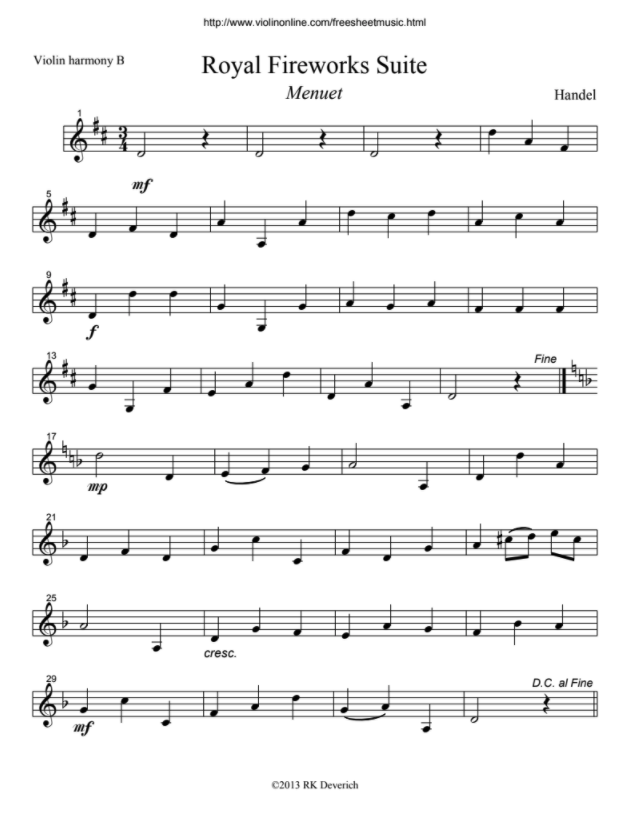 http://www.violinonline.com/freesheetmusic.html
Violin harmony B
Royal Fireworks Suite
Menuet
Handel
1
3
4
mf
5
9
f
13
Fine
17
mp
21
25
cresc.
29
mf
D.C. al Fine
©2013 RK Deverich